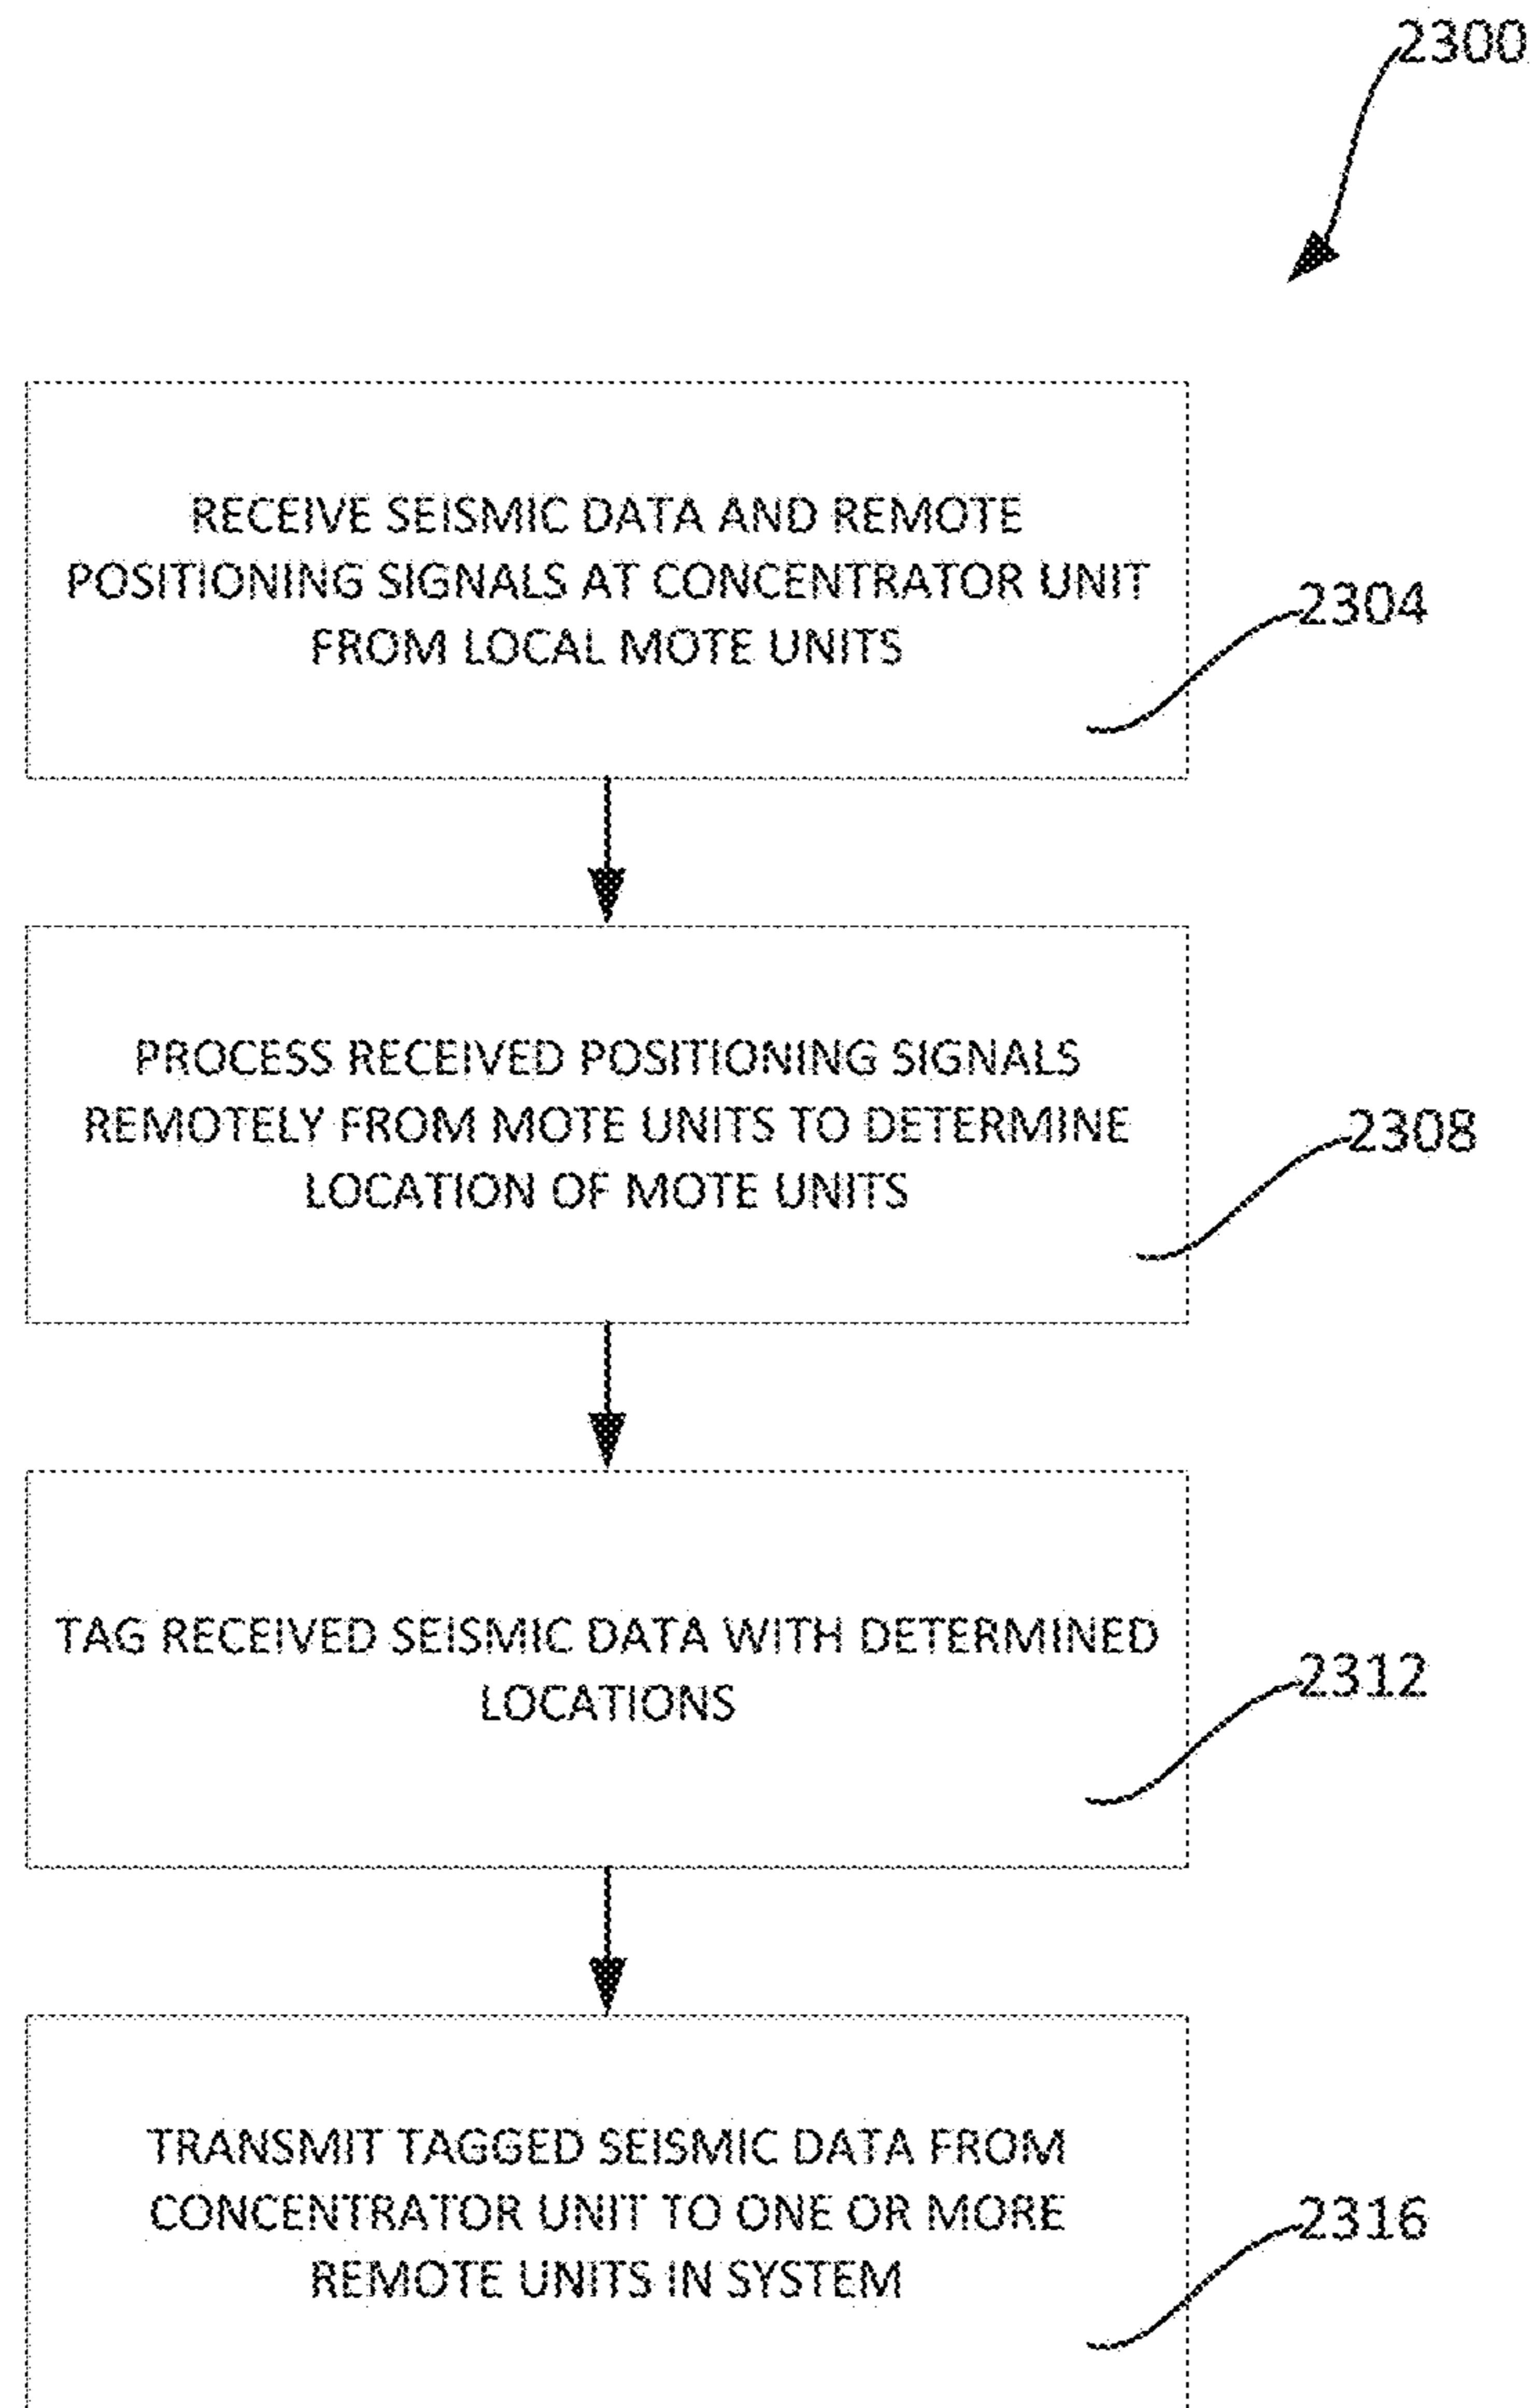 2300
RECEIVE SEISMIC DATA AND REMOTE
POSITIONING SIGNALS AT CONCENTRATOR UNIT
FROM LOCAL MOTE UNITS
2304
PROCESS RECEIVED POSITIONING SIGNALS
REMOTELY FROM MOTE UNITS TO DETERMINE
LOCATION OF MOTE UNITS
2308
TAG RECEIVED SEISMIC DATA WITH DETERMINED
LOCATIONS
2312
TRANSMIT TAGGED SEISMIC DATA FROM
CONCENTRATOR UNIT TO ONE OR MORE
REMOTE UNITS IN SYSTEM
2316